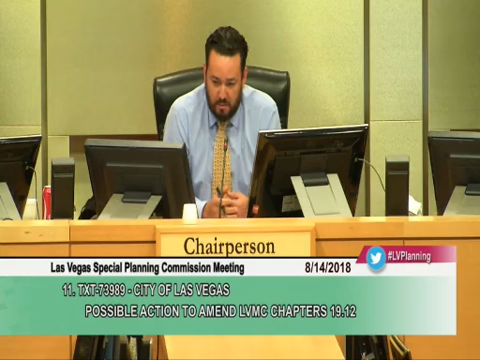 Chairperson
Las Vegas Special Planning Commission Meeting 8/14/2018 #LVPlanning
11. TXT-73989 - CITY OF LAS VEGAS
POSSIBLE ACTION TO AMEND LVMC CHAPTERS 19.12